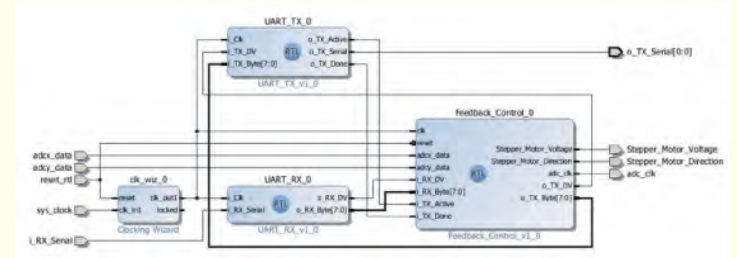 UART_TX_0
i_Clk
i_TX_DV
i_TX_Byte[7:0]
o_TX_Active
o_TX_Serial
o_TX_Done
RTL
UART_TX_v1_0
o_TX_Serial[0:0]
Feedback_Control_0
clk
reset
adcx_data
adcy_data
i_RX_DV
i_RX_Byte[7:0]
i_TX_Active
i_TX_Done
RTL
Stepper_Motor_Voltage
Stepper_Motor_Direction
adc_clk
o_TX_DV
o_TX_Byte[7:0]
Feedback_Control_v1_0
Stepper_Motor_Voltage
Stepper_Motor_Direction
adc_clk
adcx_data
adcy_data
reset_rtl
sys_clock
i_RX_Serial
clk_wiz_0
reset
clk_in1
clk_out1
locked
Clocking Wizard
UART_RX_0
i_Clk
i_RX_Serial
RTL
o_RX_DV
o_RX_Byte[7:0]
UART_RX_v1_0